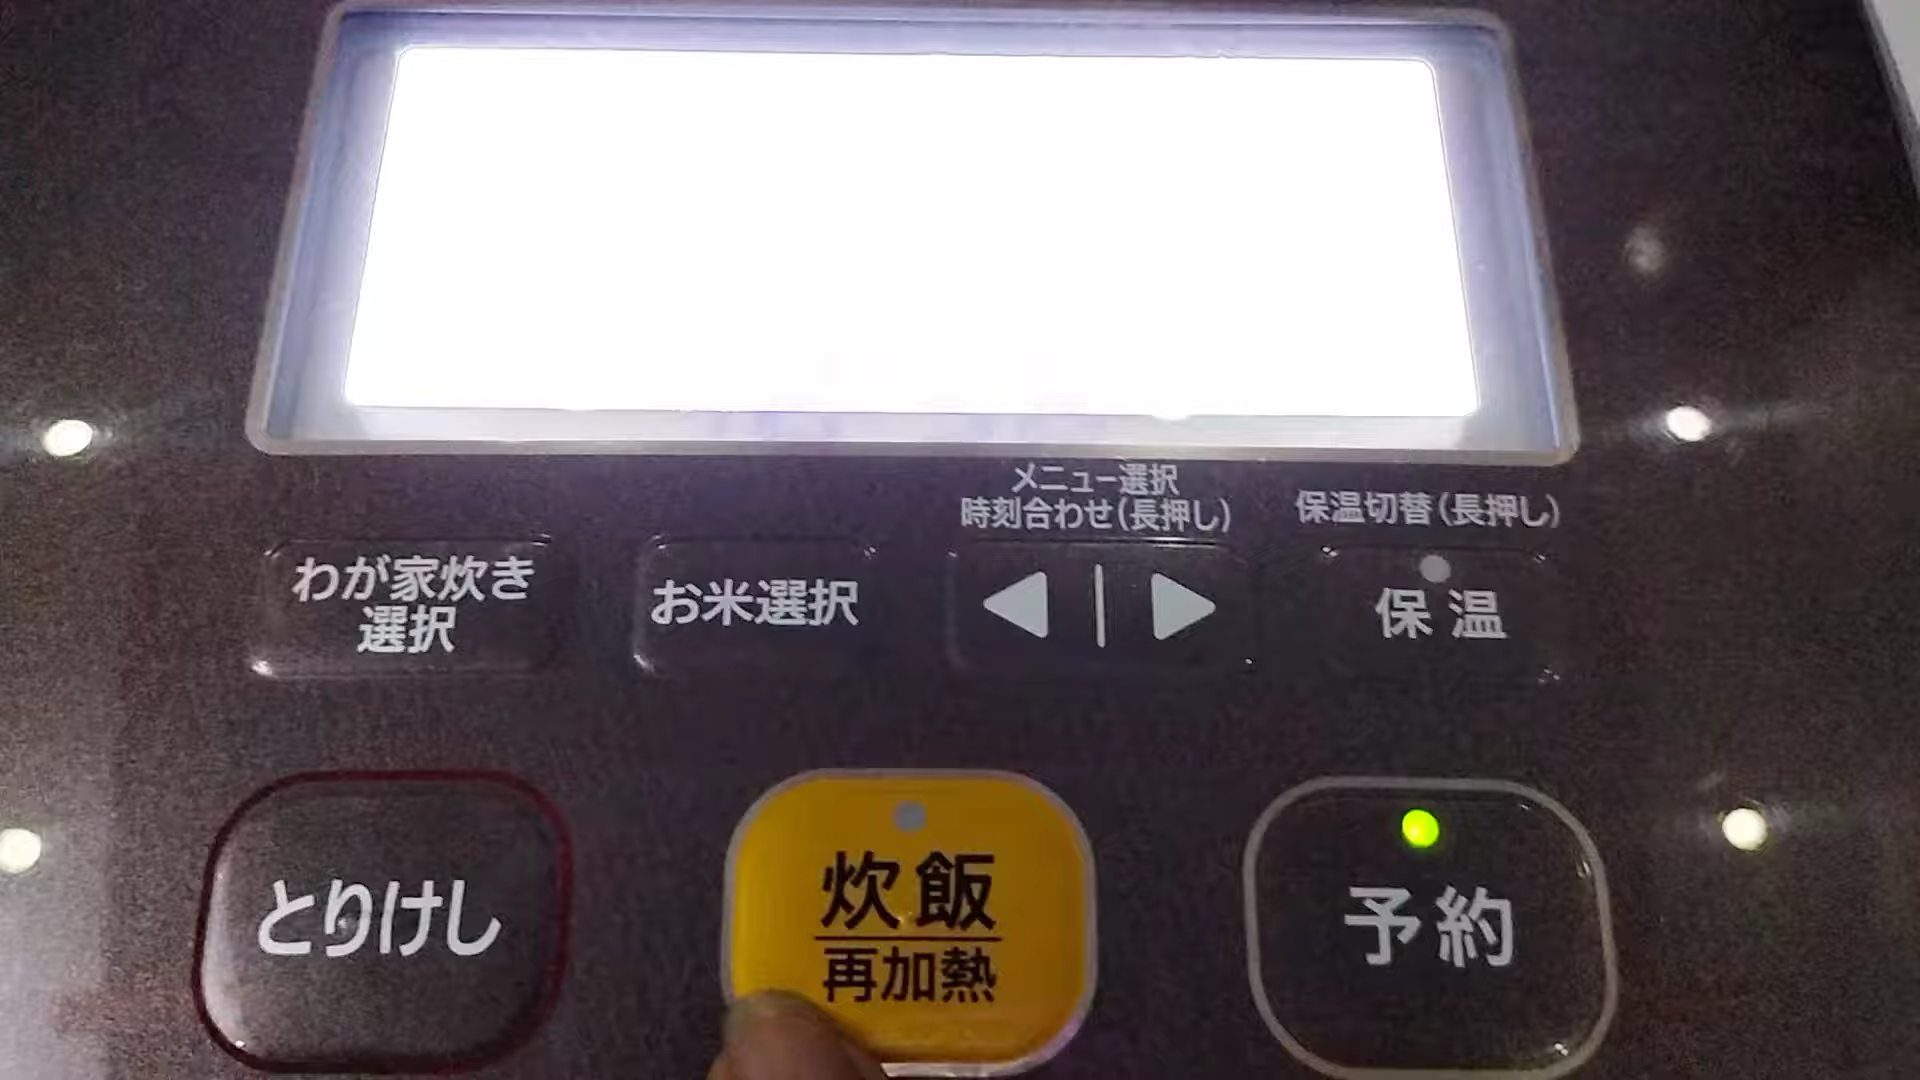 メニュー選択
時刻合わせ(長押し)
保温切替(長押し)
わが家炊き
選択
お米選択
保温
とりけし
炊飯
再加熱
予約